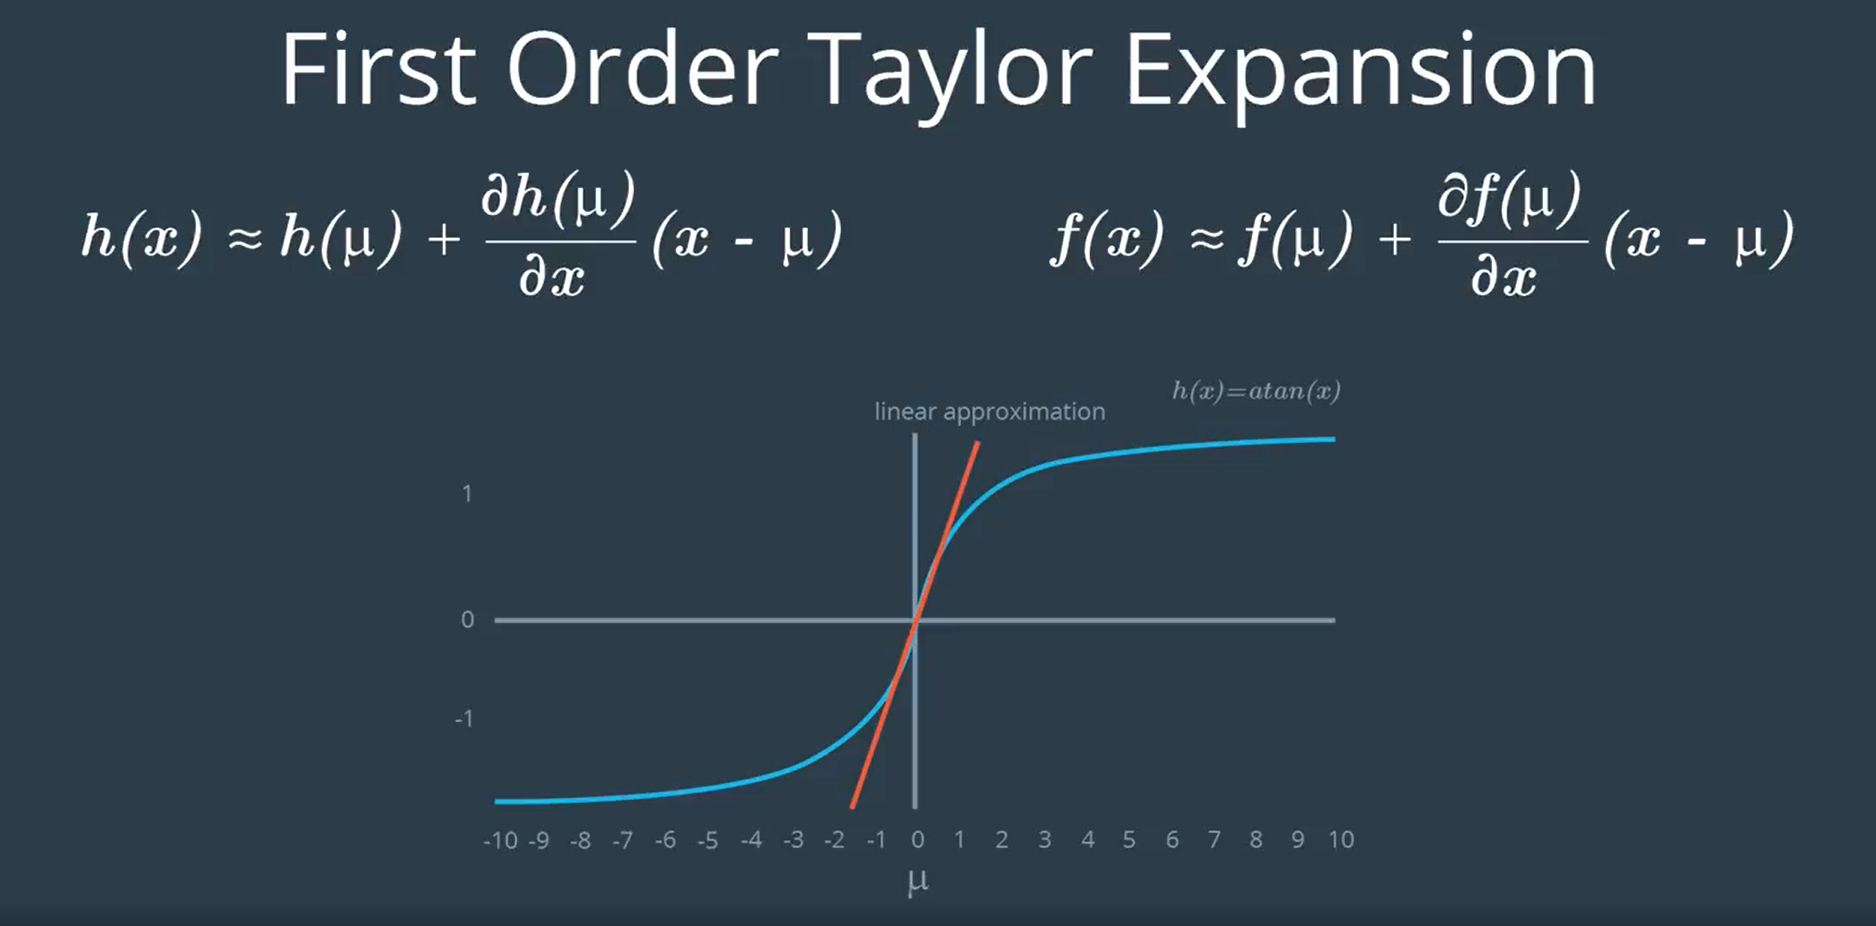 First Order Taylor Expansion
h(x) ≈ h(μ) + ∂h(μ)/∂x (x - μ)
f(x) ≈ f(μ) + ∂f(μ)/∂x (x - μ)
h(x)=atan(x)
linear approximation
1
0
-1
-10 -9 -8 -7 -6 -5 -4 -3 -2 -1 0 1 2 3 4 5 6 7 8 9 10
μ